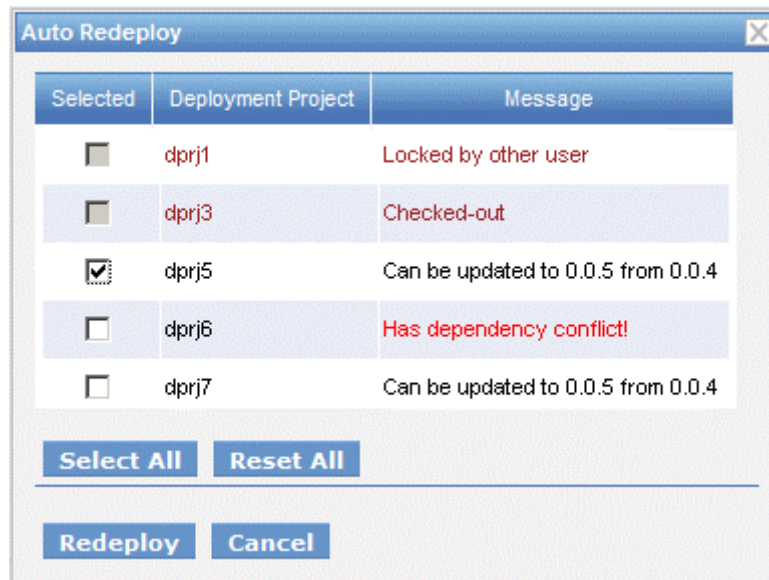 Auto Redeploy
Selected Deployment Project Message
dprj1 Locked by other user
dprj3 Checked-out
dprj5 Can be updated to 0.0.5 from 0.0.4
dprj6 Has dependency conflict!
dprj7 Can be updated to 0.0.5 from 0.0.4
Select All Reset All
Redeploy Cancel